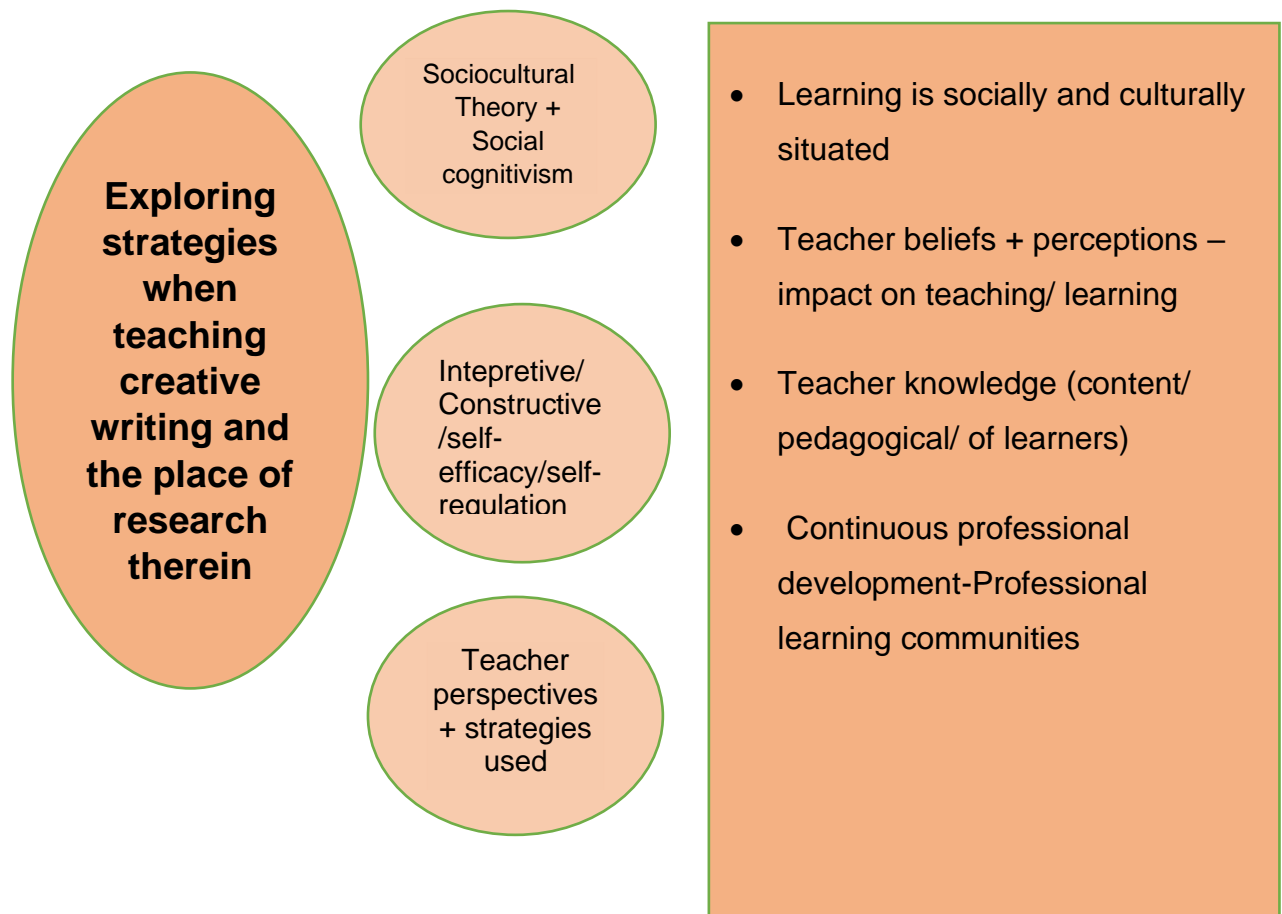 Exploring
strategies
when
teaching
creative
writing and
the place of
research
therein
Sociocultural
Theory +
Social
cognitivism
Intepretive/
Constructive
/self-
efficacy/self-
regulation
Teacher
perspectives
+ strategies
used
• Learning is socially and culturally
situated
• Teacher beliefs + perceptions –
impact on teaching/ learning
• Teacher knowledge (content/
pedagogical/ of learners)
• Continuous professional
development-Professional
learning communities